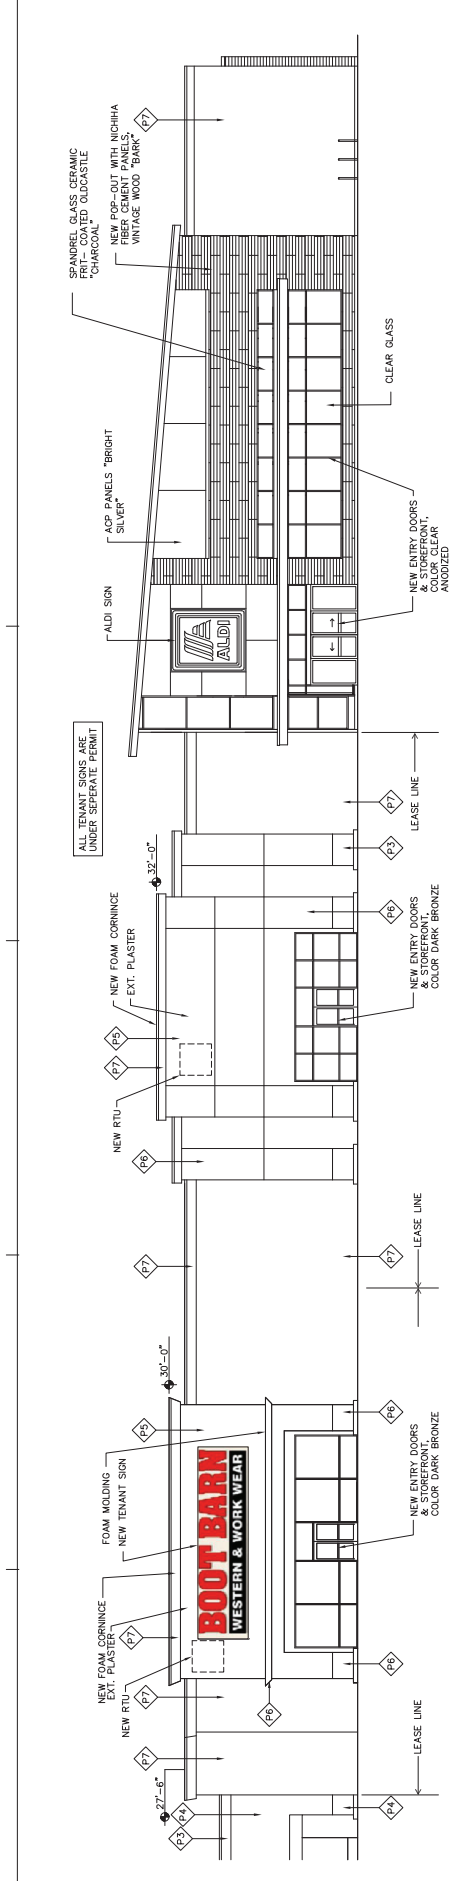 27'-6"
P3
P4
P7
P7
NEW RTU
NEW FOAM CORNINCE
EXT. PLASTER
P7
FOAM MOLDING
NEW TENANT SIGN
P5
30'-0"
BOOT BARN
WESTERN & WORK WEAR
P6
P4
LEASE LINE
P6
NEW ENTRY DOORS
& STOREFRONT,
COLOR DARK BRONZE
P6
P7
LEASE LINE
P7
P6
NEW RTU
P7
P5
NEW FOAM CORNINCE
EXT. PLASTER
32'-0"
NEW ENTRY DOORS
& STOREFRONT,
COLOR DARK BRONZE
P6
P3
P7
LEASE LINE
ALL TENANT SIGNS ARE
UNDER SEPERATE PERMIT
ALDI SIGN
ALDI
ACP PANELS "BRIGHT
SILVER"
SPANDREL GLASS CERAMIC
FRIT- COATED OLDCASTLE
"CHARCOAL"
NEW POP-OUT WITH NICHIHA
FIBER CEMENT PANELS,
VINTAGE WOOD "BARK"
P7
NEW ENTRY DOORS
& STOREFRONT,
COLOR CLEAR
ANODIZED
CLEAR GLASS